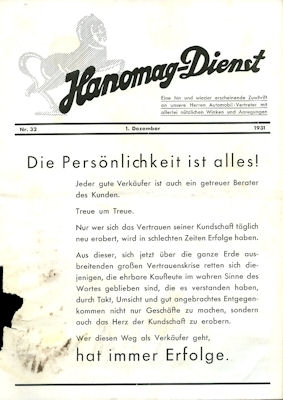 Hanomag-Dienst
Eine hin und wieder erscheinende Zuschrift
an unsere Herren Automobil-Vertreter mit
allerlei nützlichen Winken und Anregungen
Nr. 32 1. Dezember 1931
Die Persönlichkeit ist alles!
Jeder gute Verkäufer ist auch ein getreuer Berater
des Kunden.
Treue um Treue.
Nur wer sich das Vertrauen seiner Kundschaft täglich
neu erobert, wird in schlechten Zeiten Erfolge haben.
Aus dieser, sich jetzt über die ganze Erde aus-
breitenden großen Vertrauenskrise retten sich die-
jenigen, die ehrbare Kaufleute im wahren Sinne des
Wortes geblieben sind, die es verstanden haben,
durch Takt, Umsicht und gut angebrachtes Entgegen-
kommen nicht nur Geschäfte zu machen, sondern
auch das Herz der Kundschaft zu erobern.
Wer diesen Weg als Verkäufer geht,
hat immer Erfolge.